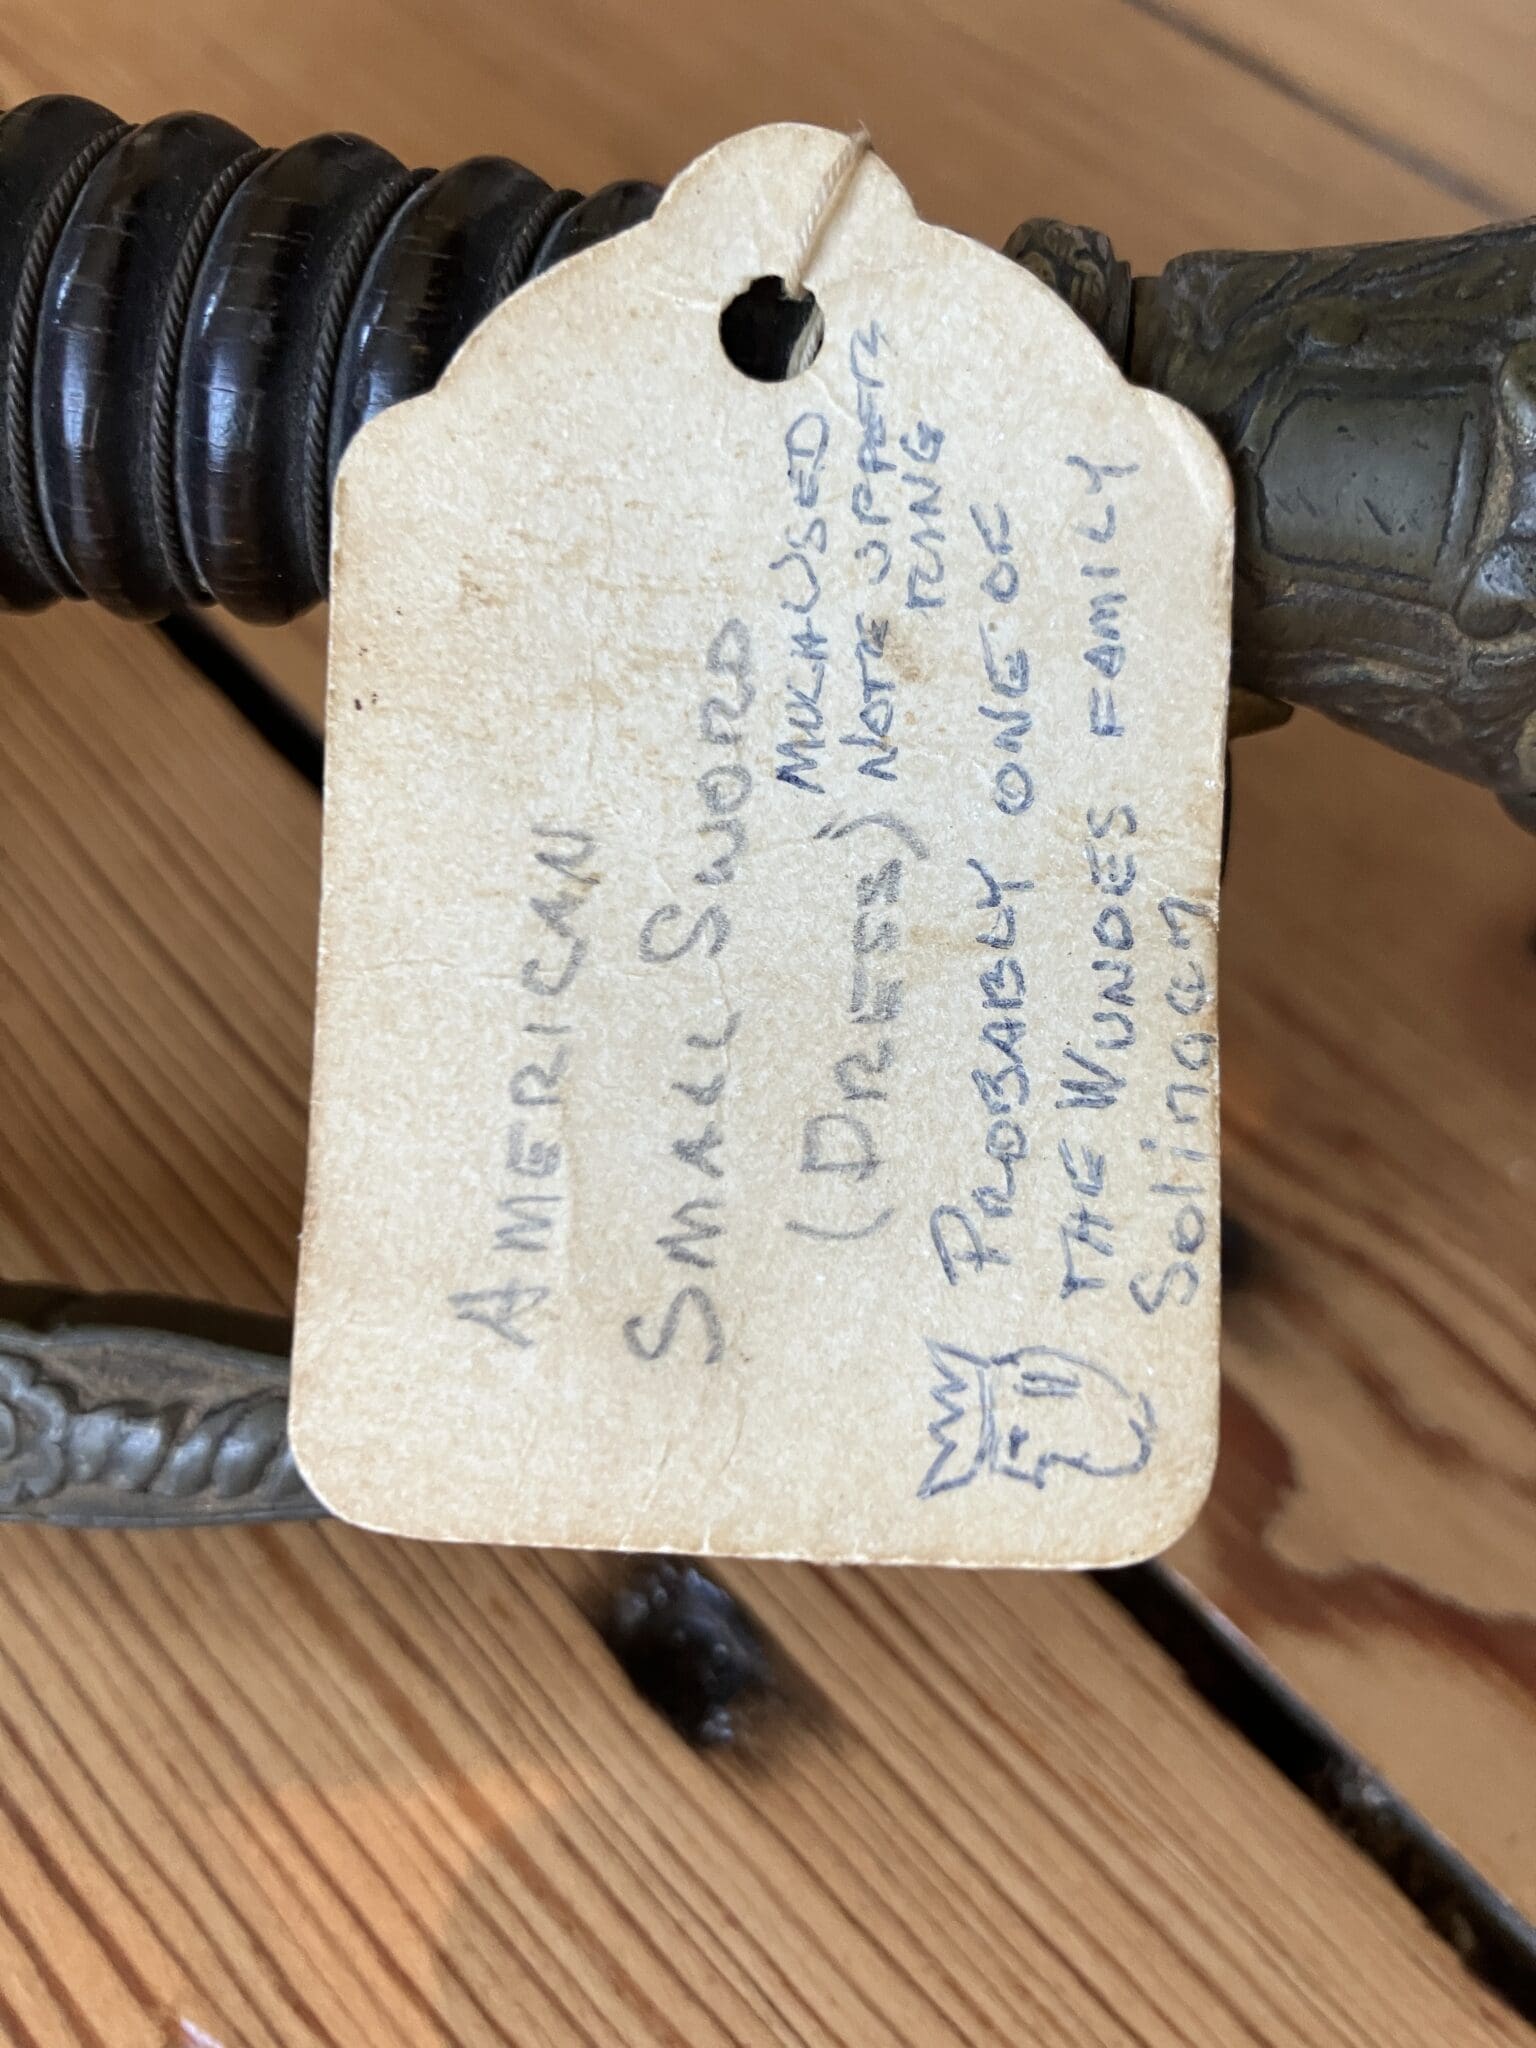 AMERICAN
SMALL SWORD
(DRESS)
MUCH USED
NOTE UPPER
RING
PROBABLY ONE OF
THE WUNDES FAMILY
Solingen